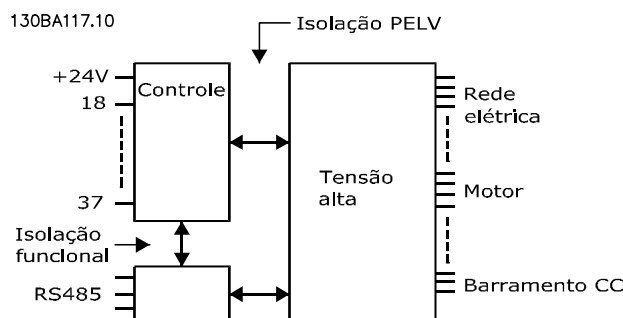 130BA117.10
Isolação PELV
+24V
Controle
18
37
Tensão
alta
Rede
elétrica
Motor
Isolação
funcional
RS485
Barramento CC